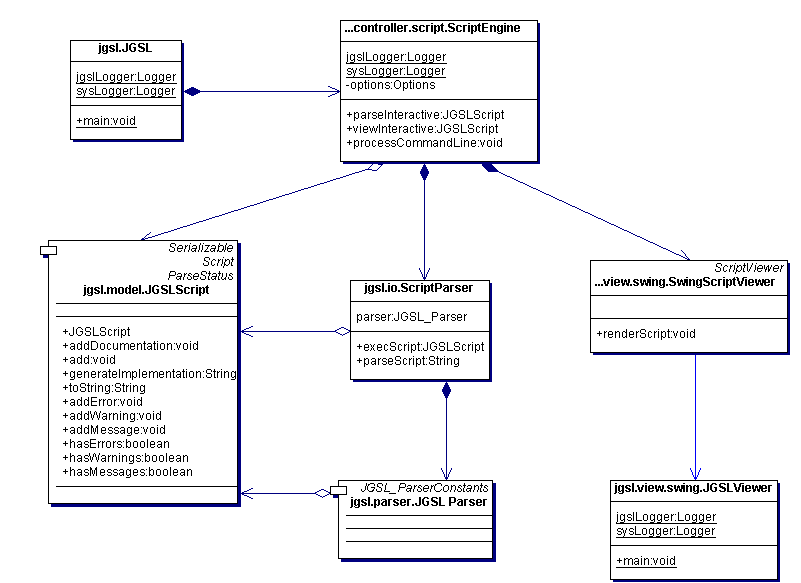 ...controller.script.ScriptEngine
jgslLogger:Logger
sysLogger:Logger
-options:Options
+parseInteractive:JGSLScript
+viewInteractive:JGSLScript
+processCommandLine:void
jgsl.JGSL
jgslLogger:Logger
sysLogger:Logger
+main:void
Serializable
Script
ParseStatus
jgsl.model.JGSLScript
+JGSLScript
+addDocumentation:void
+add:void
+generateImplementation:String
+toString:String
+addError:void
+addWarning:void
+addMessage:void
+hasErrors:boolean
+hasWarnings:boolean
+hasMessages:boolean
jgsl.io.ScriptParser
parser:JGSL_Parser
+execScript:JGSLScript
+parseScript:String
ScriptViewer
...view.swing.SwingScriptViewer
+renderScript:void
JGSL_ParserConstants
jgsl.parser.JGSL Parser
jgsl.view.swing.JGSLViewer
jgslLogger:Logger
sysLogger:Logger
+main:void